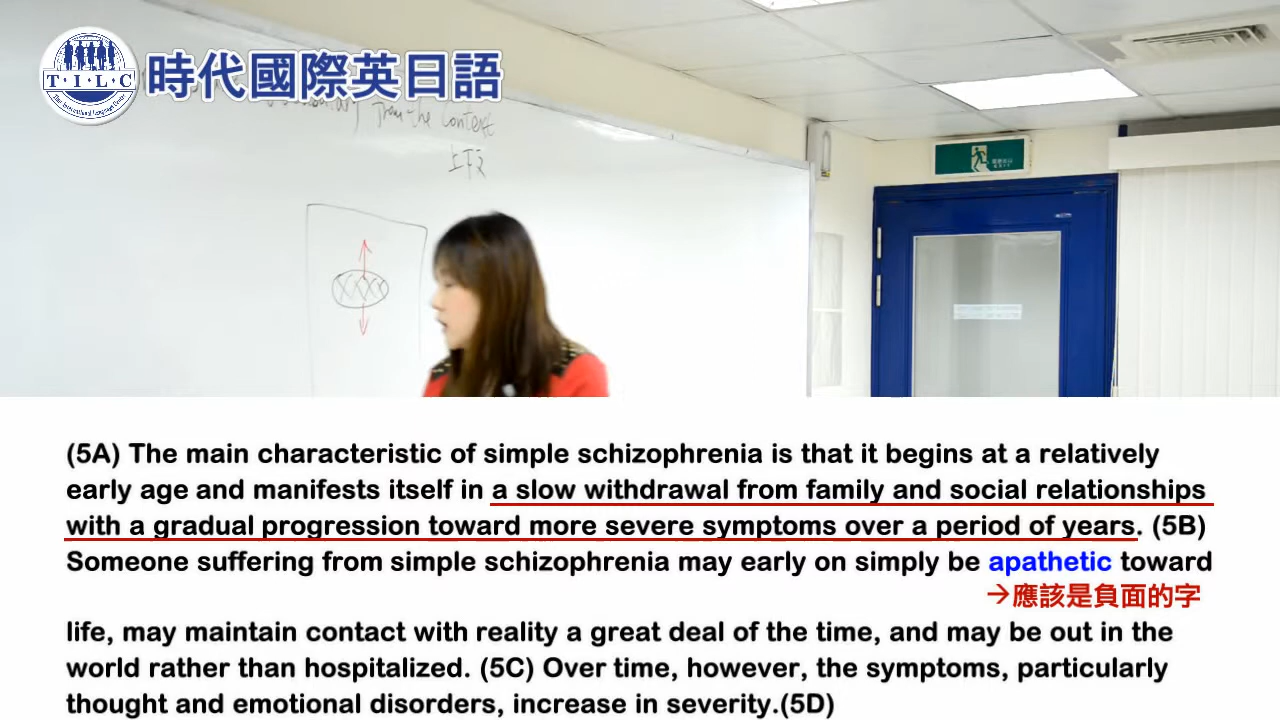 T·I·L·C
時代國際英日語
from the context
上下文
(5A) The main characteristic of simple schizophrenia is that it begins at a relatively
early age and manifests itself in a slow withdrawal from family and social relationships
with a gradual progression toward more severe symptoms over a period of years. (5B)
Someone suffering from simple schizophrenia may early on simply be apathetic toward
→應該是負面的字
life, may maintain contact with reality a great deal of the time, and may be out in the
world rather than hospitalized. (5C) Over time, however, the symptoms, particularly
thought and emotional disorders, increase in severity.(5D)